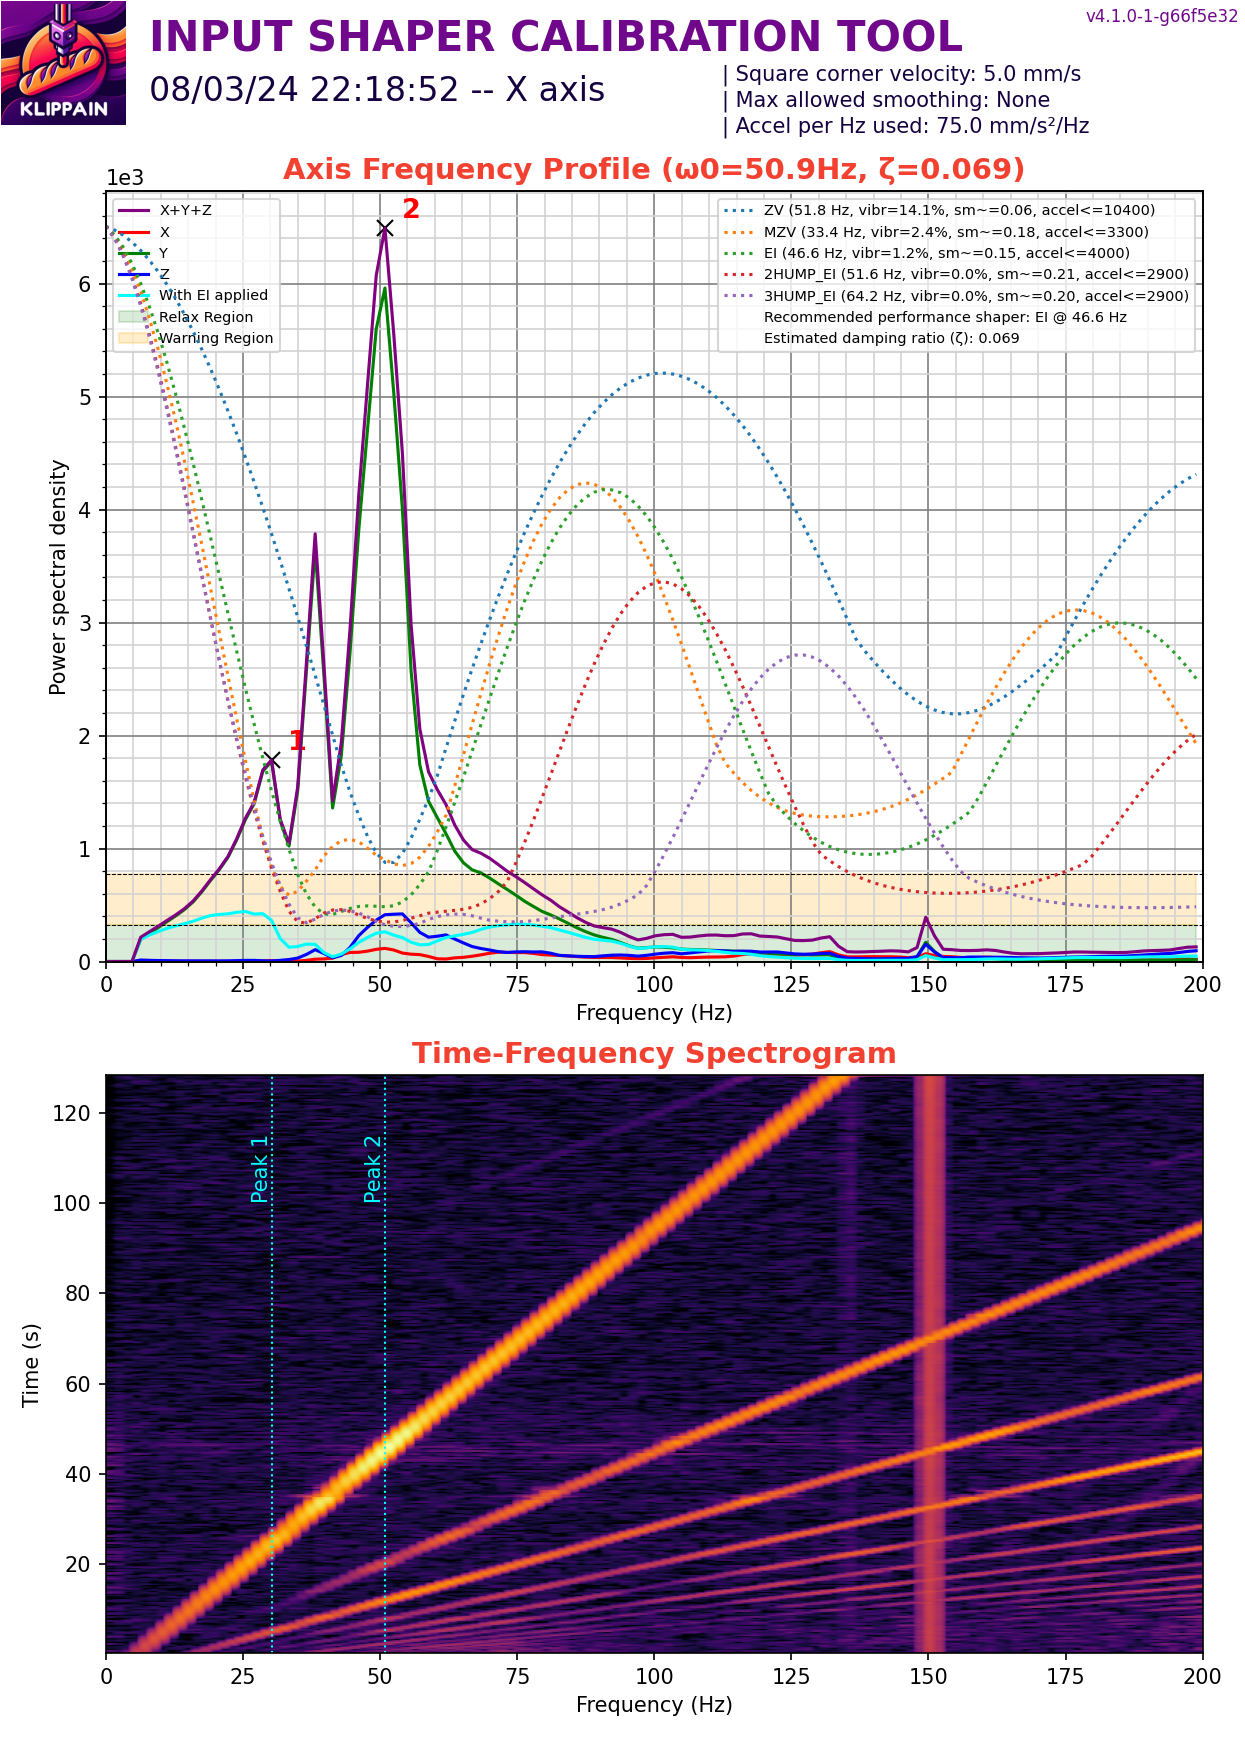 v4.1.0-1-g66f5e32
INPUT SHAPER CALIBRATION TOOL
08/03/24 22:18:52 -- X axis
| Square corner velocity: 5.0 mm/s
| Max allowed smoothing: None
| Accel per Hz used: 75.0 mm/s²/Hz
KLIPPAIN
Axis Frequency Profile (ω0=50.9Hz, ζ=0.069)
1e3
X+Y+Z
X
Y
Z
With EI applied
Relax Region
Warning Region
ZV (51.8 Hz, vibr=14.1%, sm~=0.06, accel<=10400)
MZV (33.4 Hz, vibr=2.4%, sm~=0.18, accel<=3300)
EI (46.6 Hz, vibr=1.2%, sm~=0.15, accel<=4000)
2HUMP_EI (51.6 Hz, vibr=0.0%, sm~=0.21, accel<=2900)
3HUMP_EI (64.2 Hz, vibr=0.0%, sm~=0.20, accel<=2900)
Recommended performance shaper: EI @ 46.6 Hz
Estimated damping ratio (ζ): 0.069
2
1
6
5
4
3
2
1
0
Power spectral density
0 25 50 75 100 125 150 175 200
Frequency (Hz)
Time-Frequency Spectrogram
Peak 1
Peak 2
120
100
80
60
40
20
Time (s)
0 25 50 75 100 125 150 175 200
Frequency (Hz)